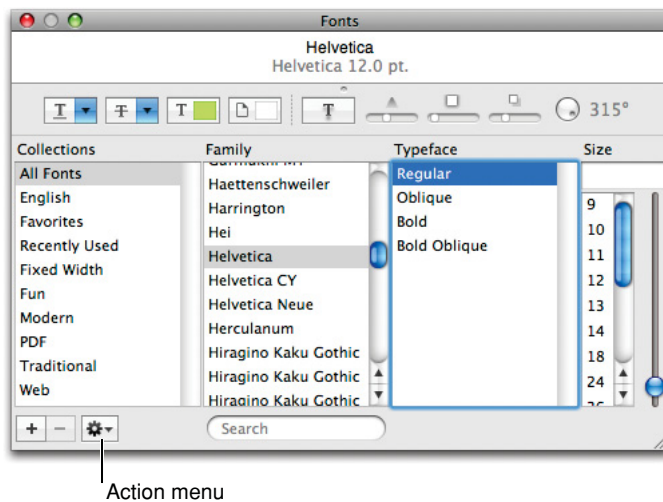 Fonts
Helvetica
Helvetica 12.0 pt.
T T T T 315°
Collections Family Typeface Size
All Fonts
English
Favorites
Recently Used
Fixed Width
Fun
Modern
PDF
Traditional
Web
Haettenschweiler
Harrington
Hei
Helvetica
Helvetica CY
Helvetica Neue
Herculanum
Hiragino Kaku Gothic
Hiragino Kaku Gothic
Hiragino Kaku Gothic
Regular
Oblique
Bold
Bold Oblique
9
10
11
12
13
14
18
24
Search
Action menu